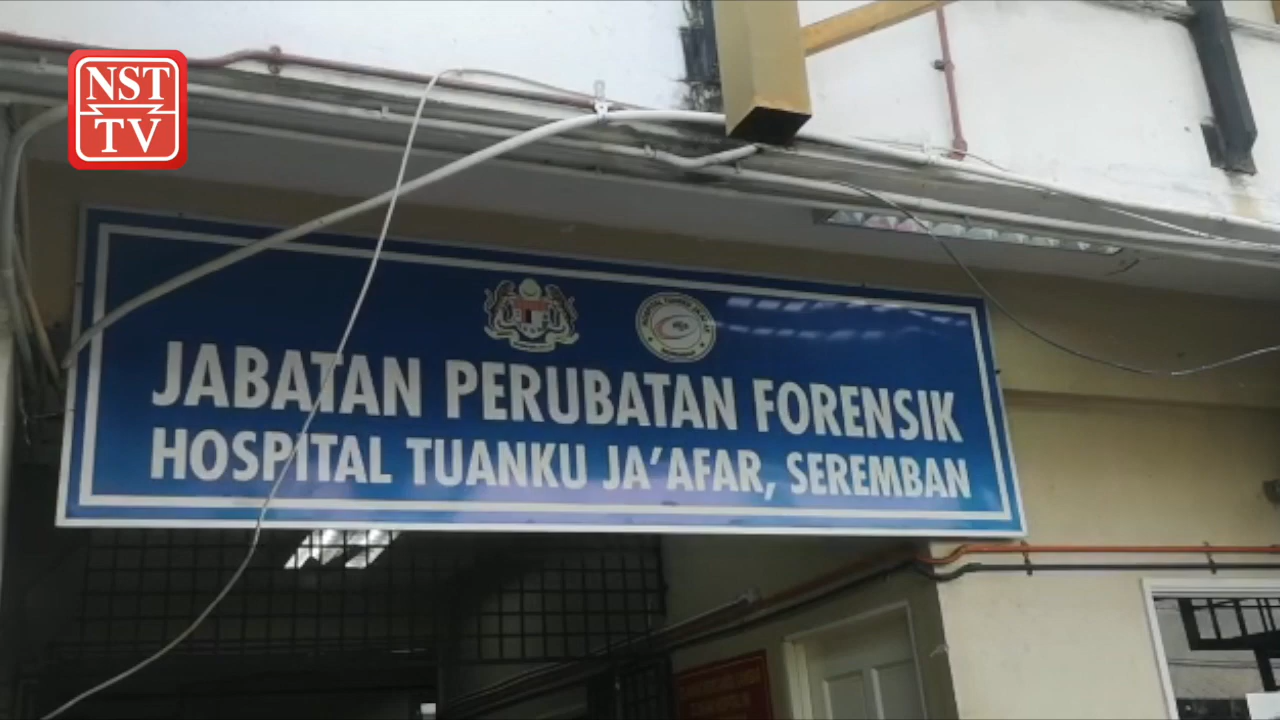 NST
TV
JABATAN PERUBATAN FORENSIK
HOSPITAL TUANKU JA'AFAR, SEREMBAN